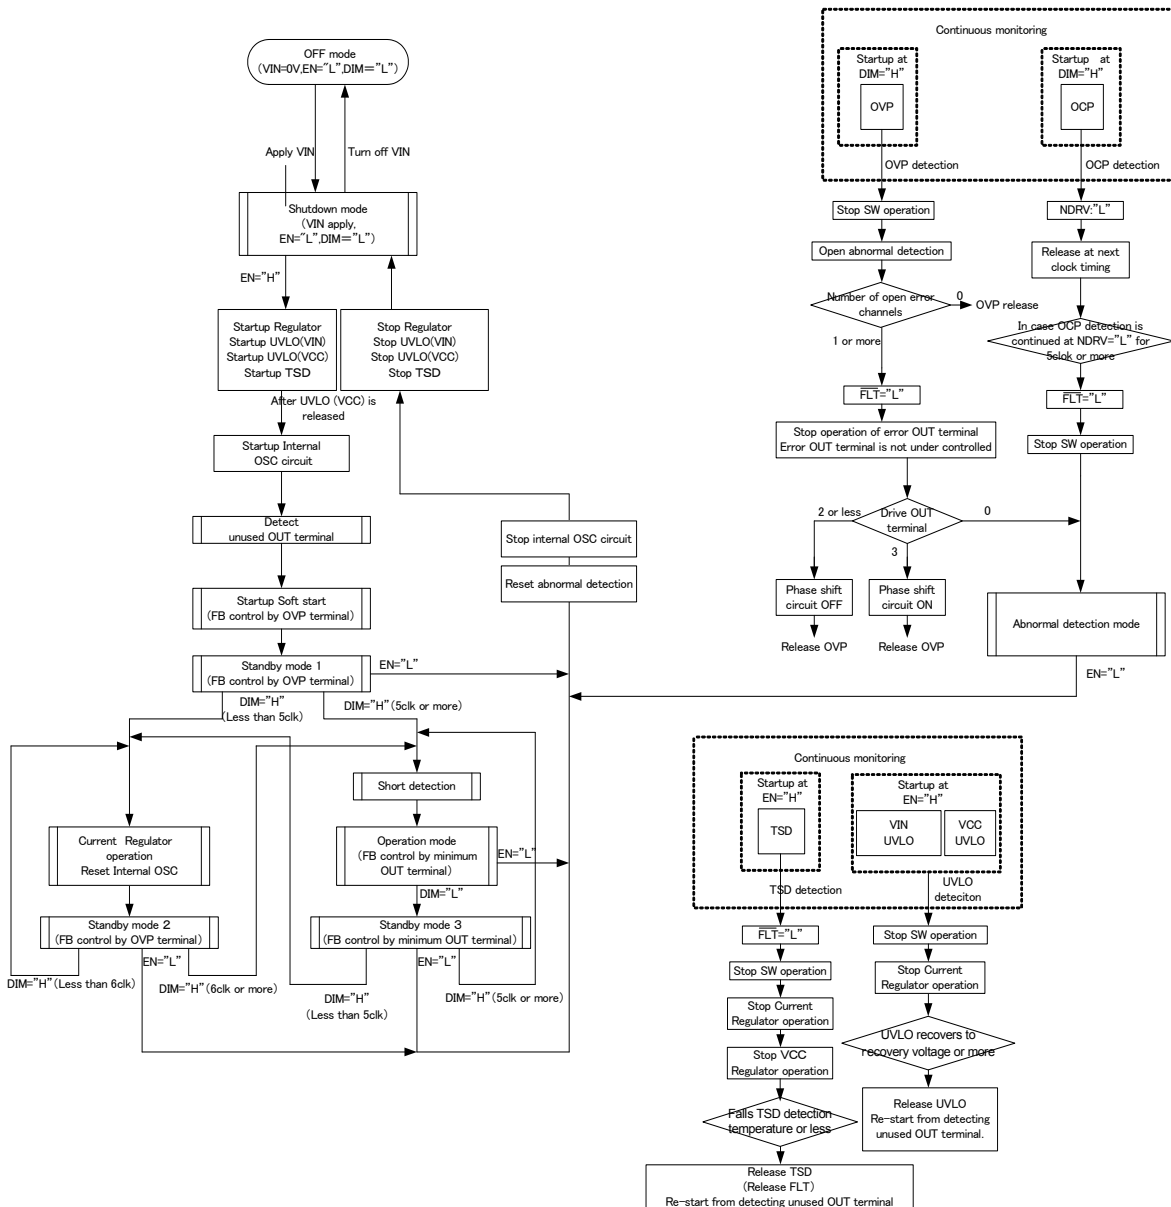 OFF mode
(VIN=0V,EN="L",DIM="L")
Apply VIN
Turn off VIN
Shutdown mode
(VIN apply,
EN="L",DIM="L")
EN="H"
Startup Regulator
Startup UVLO(VIN)
Startup UVLO(VCC)
Startup TSD
Stop Regulator
Stop UVLO(VIN)
Stop UVLO(VCC)
Stop TSD
After UVLO (VCC) is
released
Startup Internal
OSC circuit
Detect
unused OUT terminal
Stop internal OSC circuit
Reset abnormal detection
Startup Soft start
(FB control by OVP terminal)
Standby mode 1
(FB control by OVP terminal)
EN="L"
DIM="H"
(Less than 5clk)
DIM="H"(5clk or more)
Short detection
Current Regulator
operation
Reset Internal OSC
Operation mode
(FB control by minimum
OUT terminal)
EN="L"
DIM="L"
Standby mode 2
(FB control by OVP terminal)
Standby mode 3
(FB control by minimum OUT terminal)
EN="L"
EN="L"
DIM="H"(Less than 6clk)
DIM="H"(6clk or more)
DIM="H"
(Less than 5clk)
DIM="H"(5clk or more)
Continuous monitoring
Startup at
DIM="H"
OVP
Startup at
DIM="H"
OCP
OVP detection
OCP detection
Stop SW operation
NDRV:"L"
Open abnormal detection
Release at next
clock timing
Number of open error
channels
0
OVP release
1 or more
In case OCP detection is
continued at NDRV="L" for
5clok or more
FLT="L"
FLT="L"
Stop operation of error OUT terminal
Error OUT terminal is not under controlled
Stop SW operation
2 or less
Drive OUT
terminal
0
3
Phase shift
circuit OFF
Phase shift
circuit ON
Release OVP
Release OVP
Abnormal detection mode
EN="L"
Continuous monitoring
Startup at
EN="H"
TSD
Startup at
EN="H"
VIN
UVLO
VCC
UVLO
TSD detection
UVLO
deteciton
FLT="L"
Stop SW operation
Stop SW operation
Stop Current
Regulator operation
Stop Current
Regulator operation
Stop VCC
Regulator operation
UVLO recovers to
recovery voltage or more
Falls TSD detection
temperature or less
Release UVLO
Re-start from detecting
unused OUT terminal.
Release TSD
(Release FLT)
Re-start from detecting unused OUT terminal